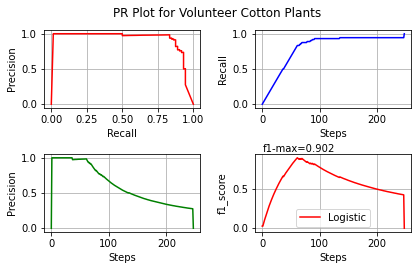 PR Plot for Volunteer Cotton Plants
1.0
0.5
0.0
Precision
0.00 0.25 0.50 0.75 1.00
Recall
1.0
0.5
0.0
Recall
0 100 200
Steps
1.0
0.5
0.0
Precision
0 200
Steps
f1-max=0.902
0.5
0.0
f1_score
0 100 200
Steps
Logistic